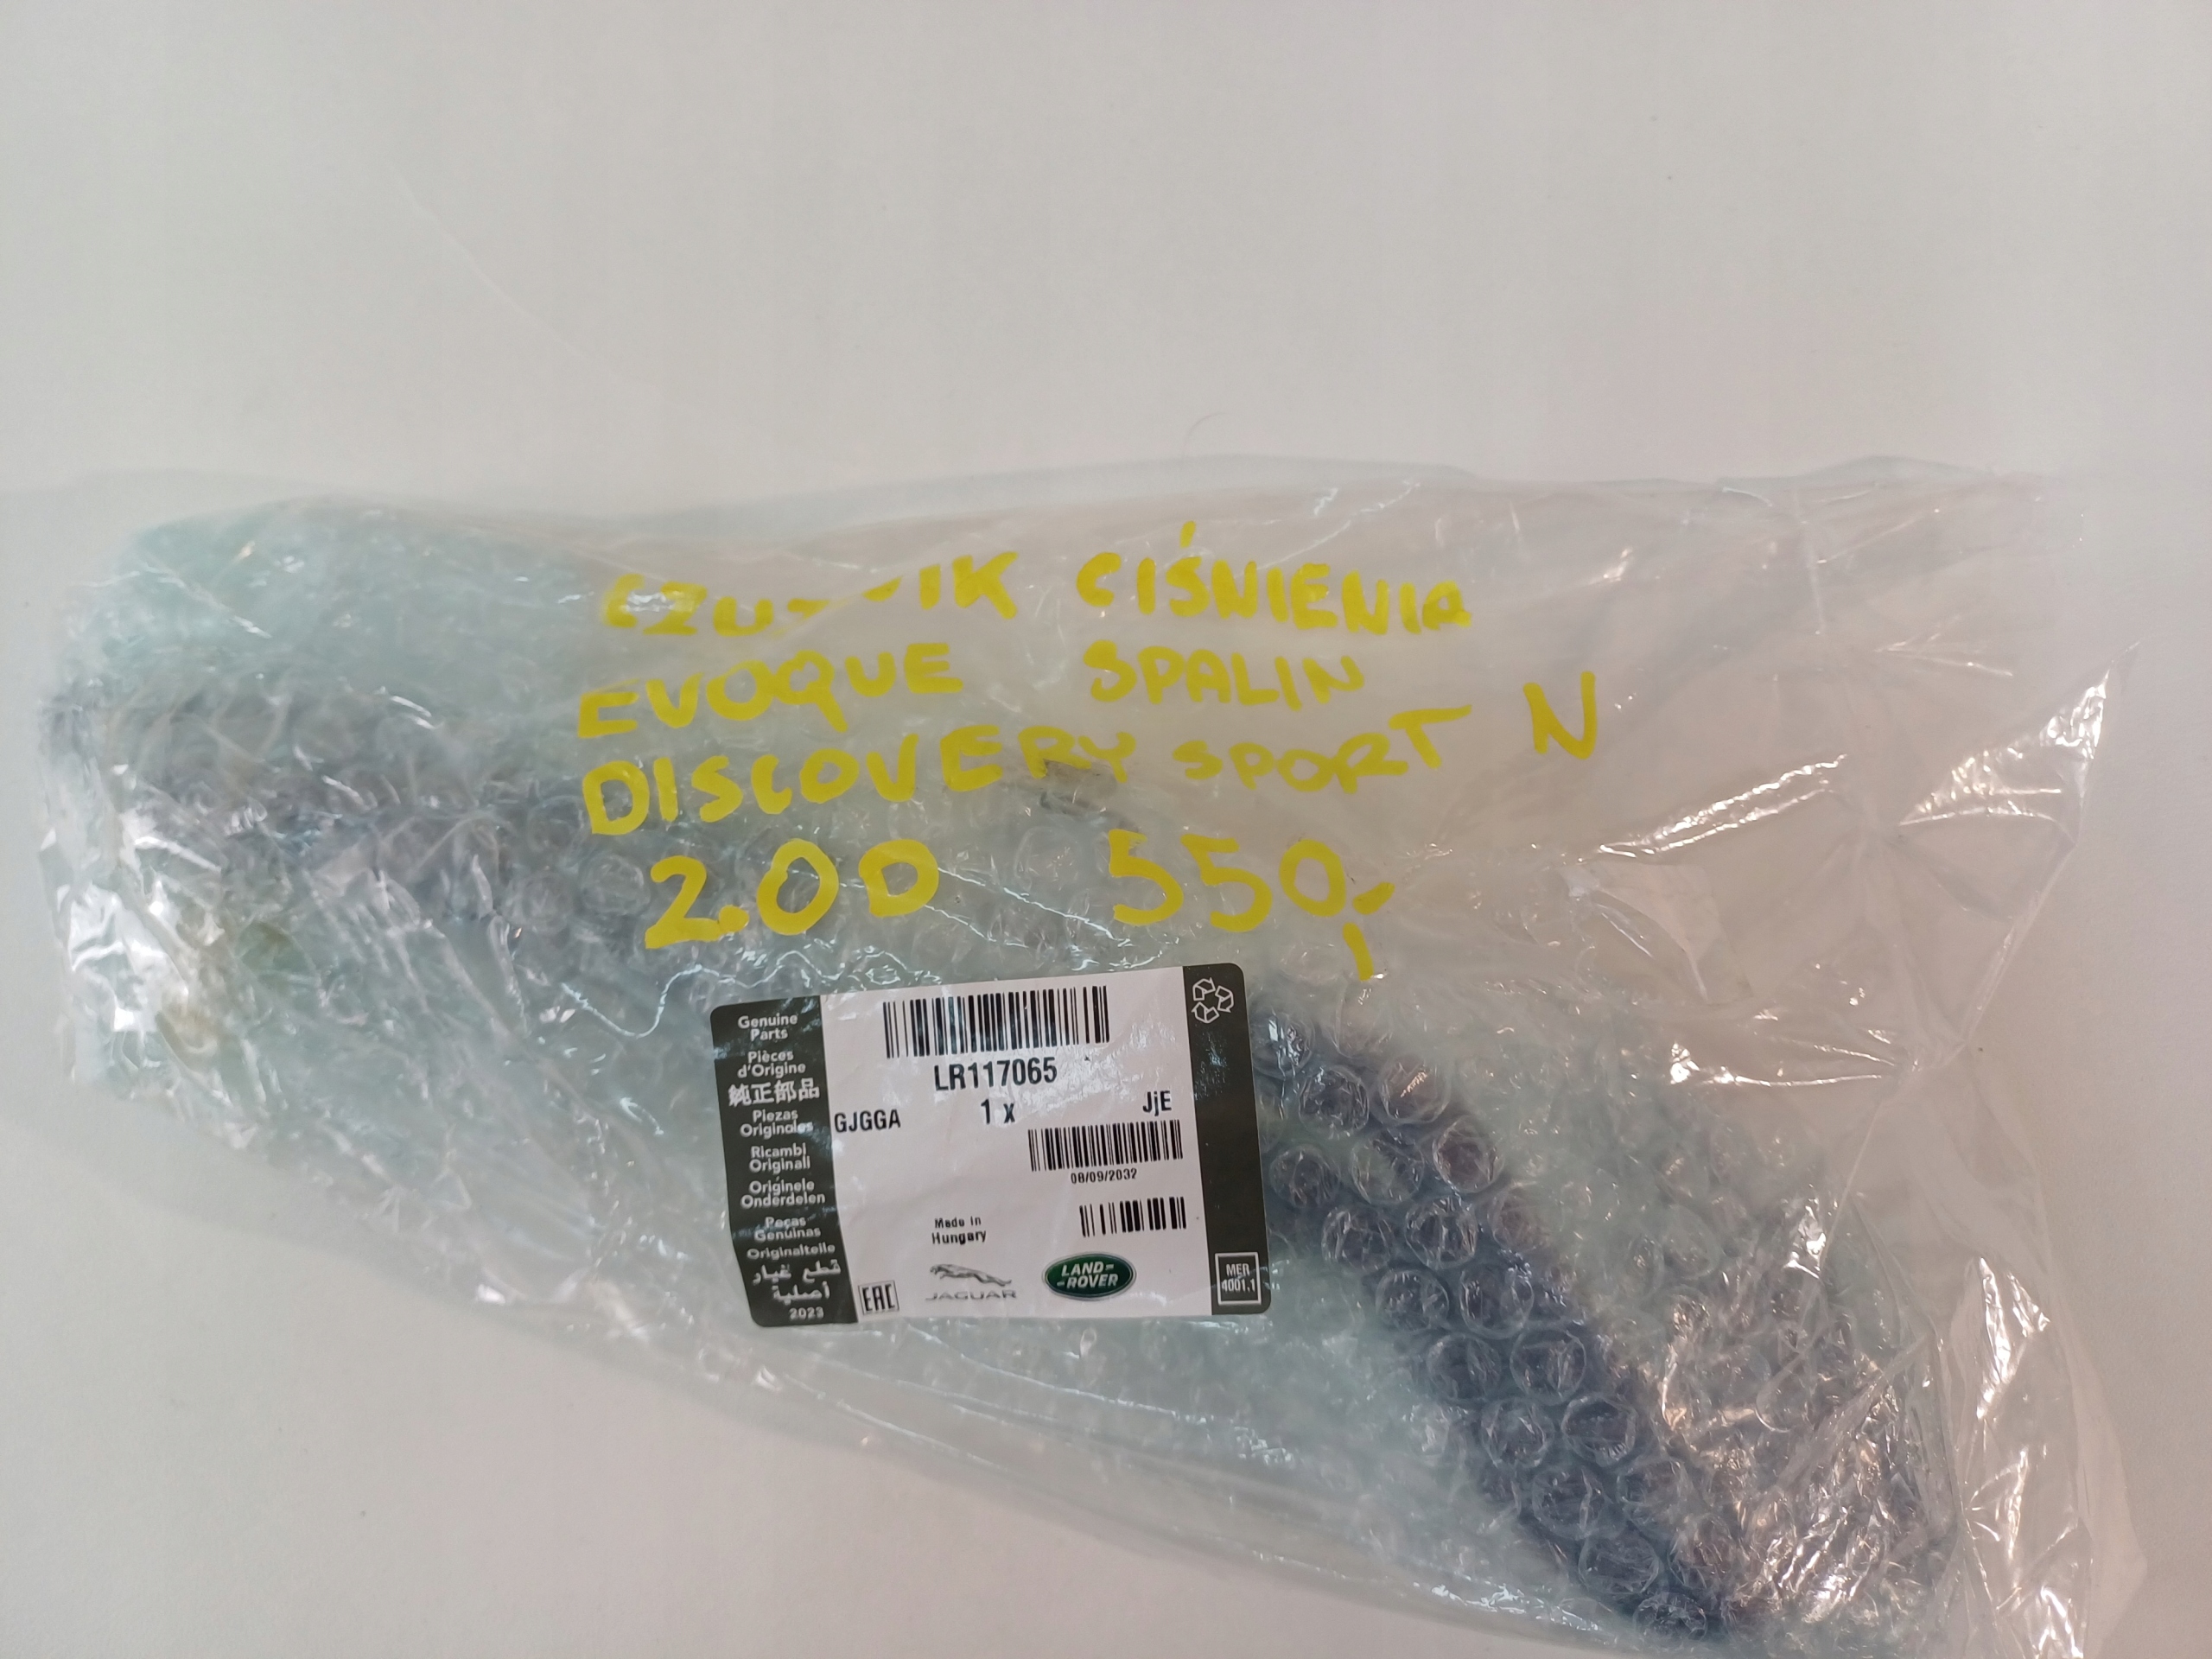 CIŚNIENIA
EVOQUE SPALIN
DISCOVERY SPORT N
2.0D 550,-
Genuine Parts
Pièces d'Origine
純正部品
Piezas Originales
Ricambi Originali
Originele Onderdelen
Peças Genuínas
Originalteile
قطع غيار أصلية
2023
LR117065
1 x
GJGGA
JjE
08/09/2032
Made in
Hungary
EAC
JAGUAR
LAND-
-ROVER
MER
4001.1